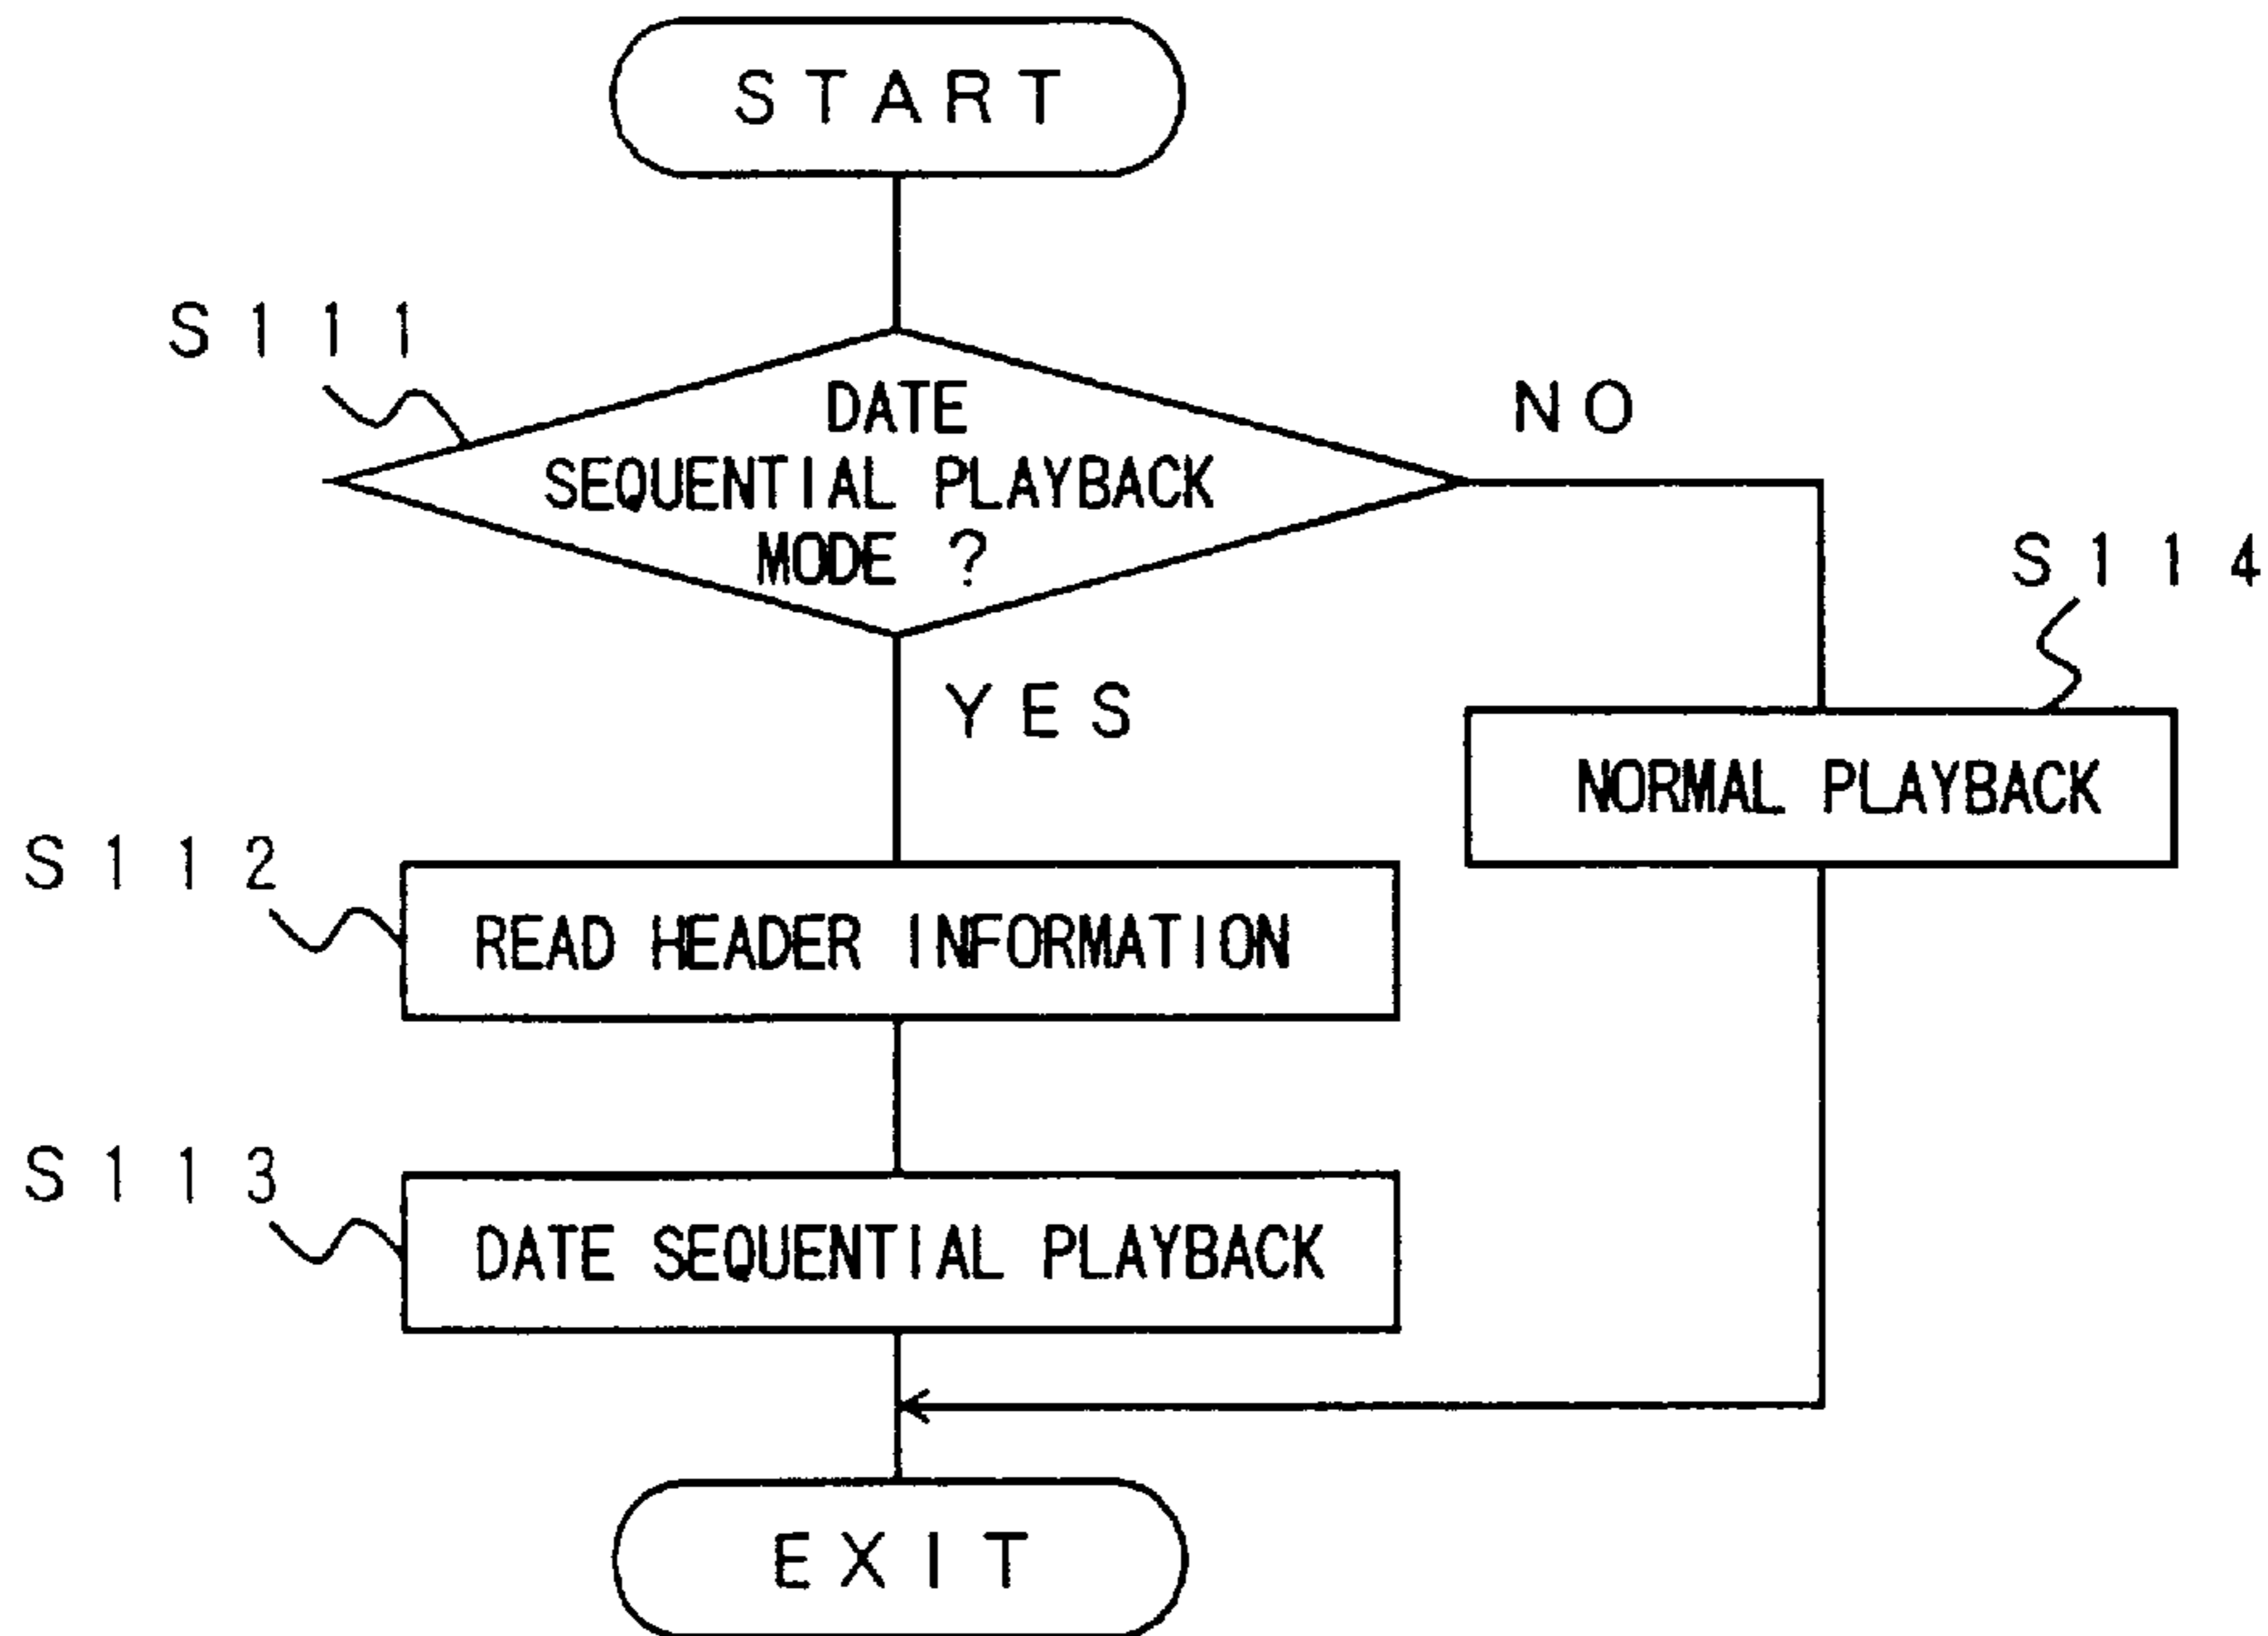 START
S111
DATE
SEQUENTIAL PLAYBACK
MODE ?
NO
YES
S114
NORMAL PLAYBACK
S112
READ HEADER INFORMATION
S113
DATE SEQUENTIAL PLAYBACK
EXIT